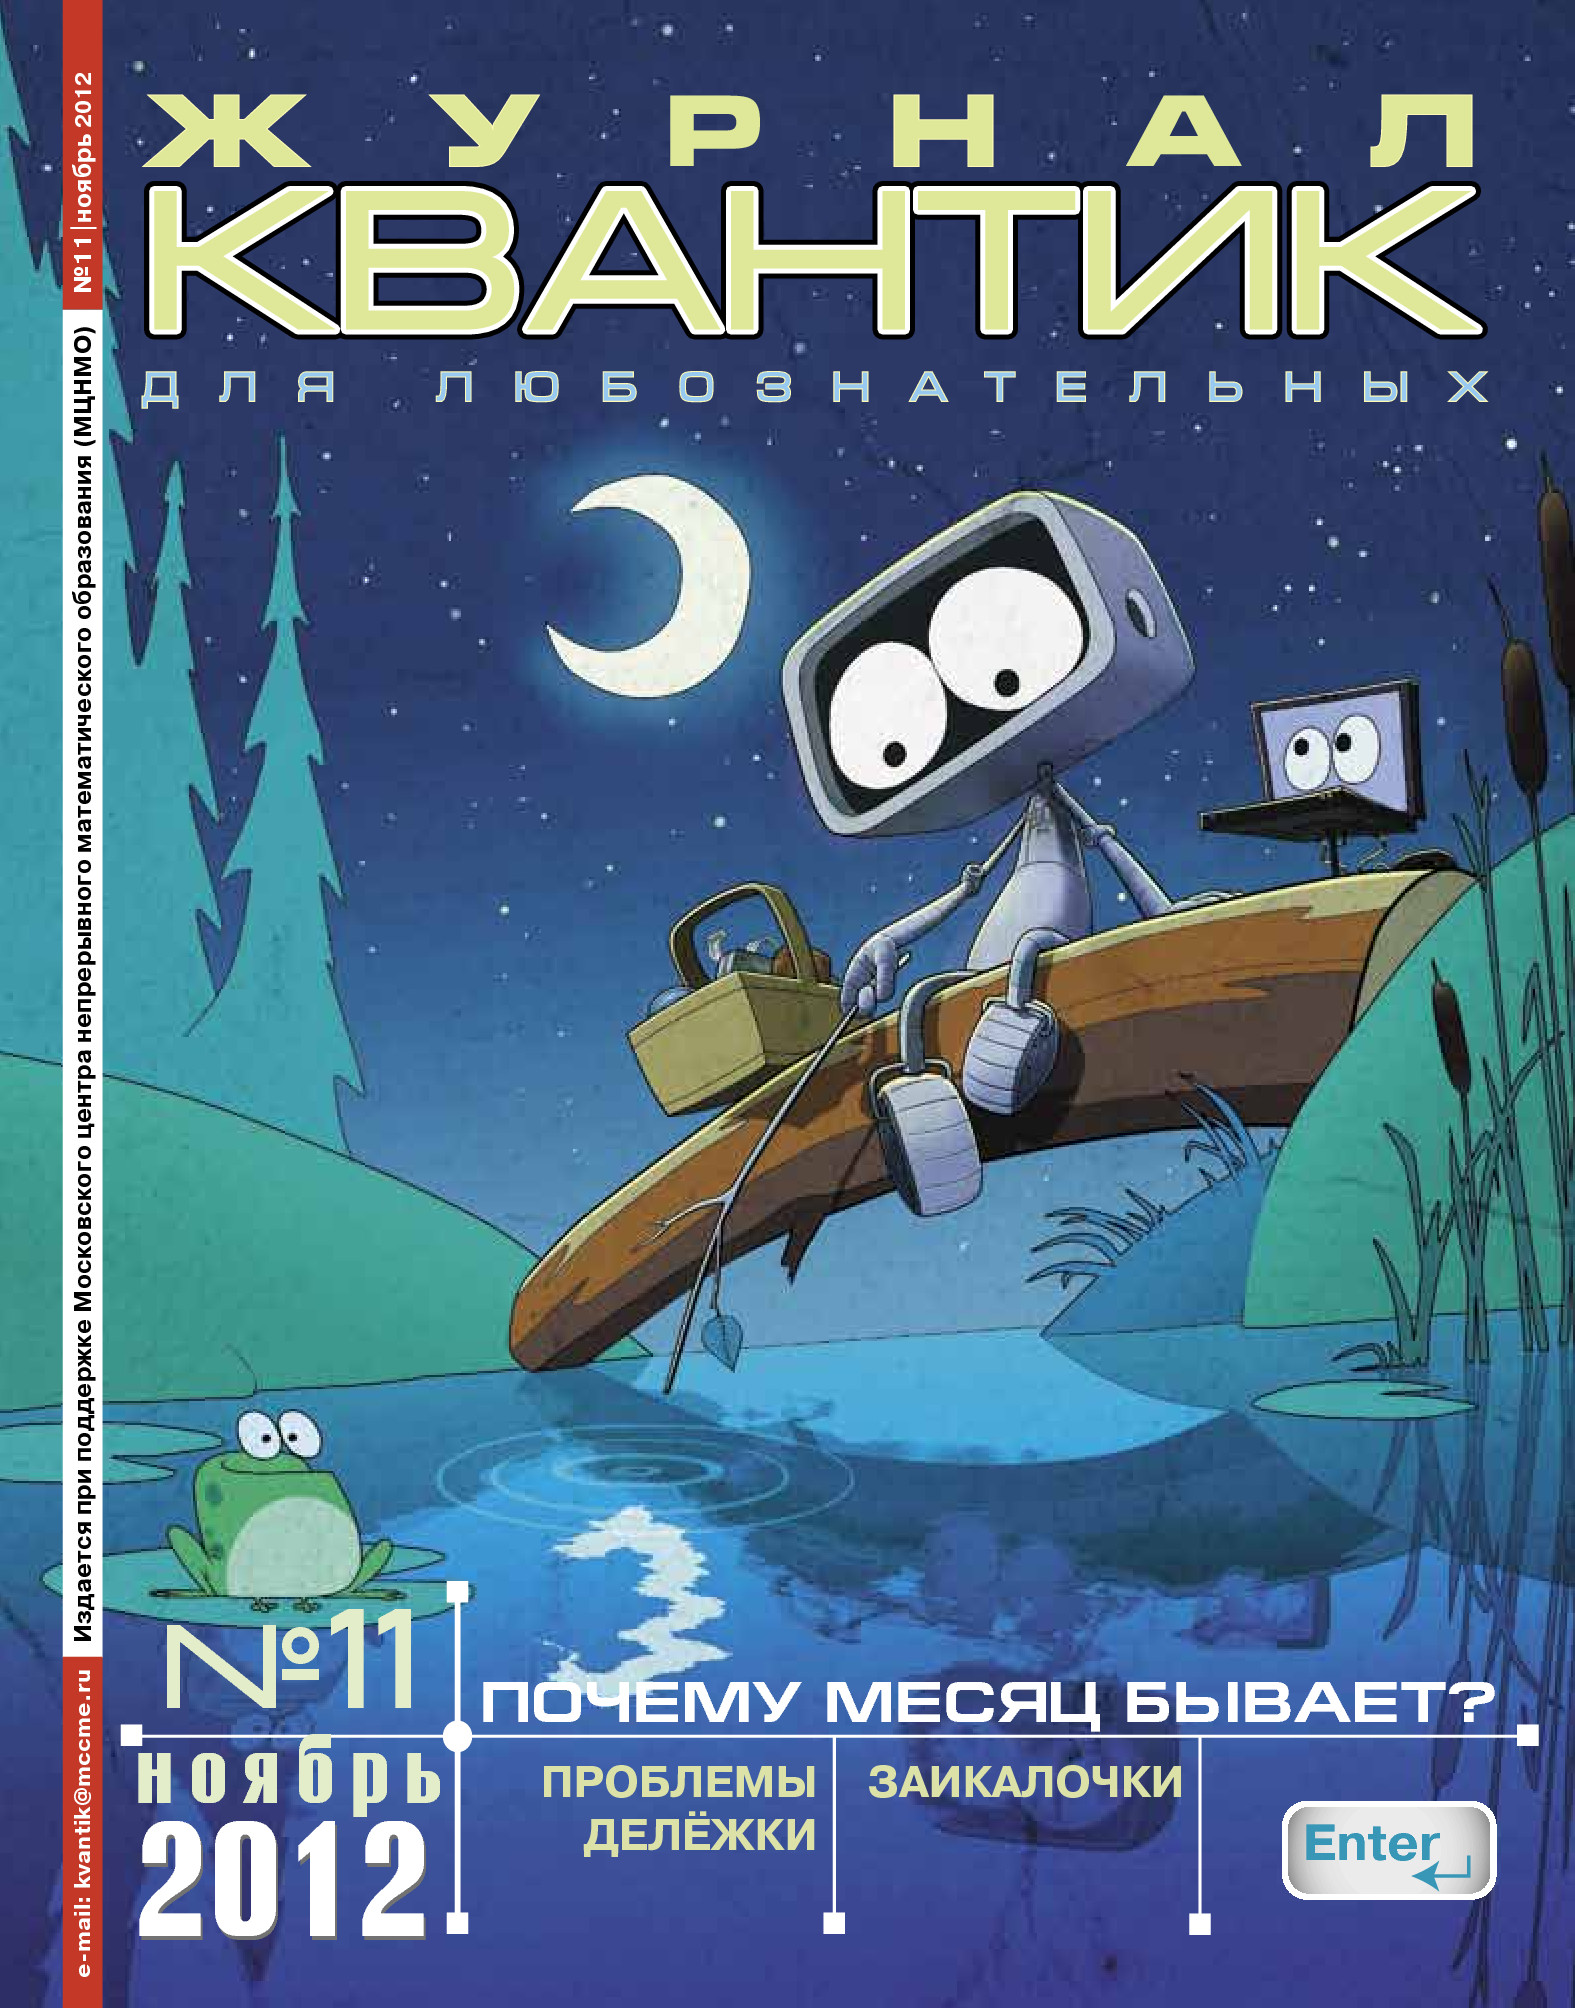 ЖУРНАЛ
КВАНТИК
ДЛЯ ЛЮБОЗНАТЕЛЬНЫХ
№11 | ноябрь 2012
Издается при поддержке Московского центра непрерывного математического образования (МЦНМО)
e-mail: kvantik@mccme.ru
№11
ноябрь
2012
ПОЧЕМУ МЕСЯЦ БЫВАЕТ?
ПРОБЛЕМЫ
ДЕЛЁЖКИ
ЗАИКАЛОЧКИ
Enter